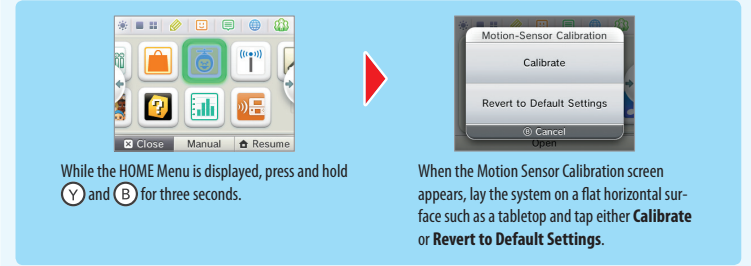 Close
Manual
Resume
Motion-Sensor Calibration
Calibrate
Revert to Default Settings
Ⓑ Cancel
Open
While the HOME Menu is displayed, press and hold
Ⓨ and Ⓑ for three seconds.
When the Motion Sensor Calibration screen
appears, lay the system on a flat horizontal sur-
face such as a tabletop and tap either Calibrate
or Revert to Default Settings.